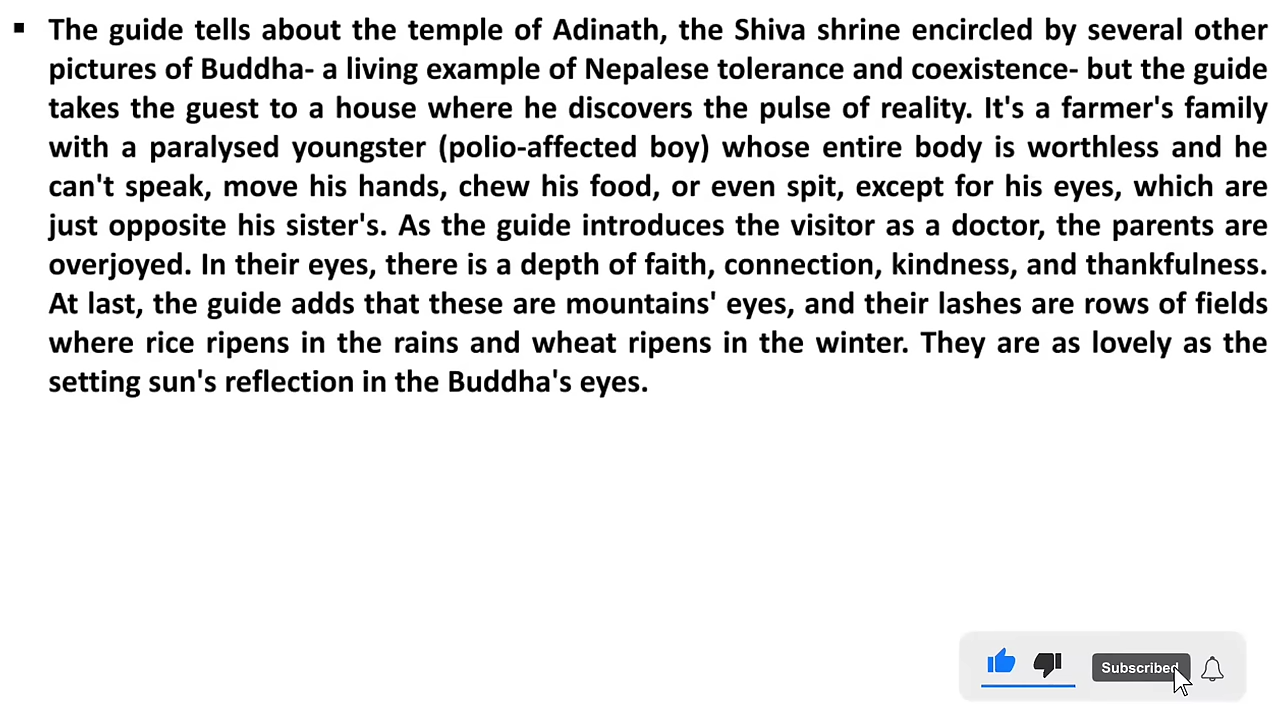 ▪ The guide tells about the temple of Adinath, the Shiva shrine encircled by several other
pictures of Buddha- a living example of Nepalese tolerance and coexistence- but the guide
takes the guest to a house where he discovers the pulse of reality. It's a farmer's family
with a paralysed youngster (polio-affected boy) whose entire body is worthless and he
can't speak, move his hands, chew his food, or even spit, except for his eyes, which are
just opposite his sister's. As the guide introduces the visitor as a doctor, the parents are
overjoyed. In their eyes, there is a depth of faith, connection, kindness, and thankfulness.
At last, the guide adds that these are mountains' eyes, and their lashes are rows of fields
where rice ripens in the rains and wheat ripens in the winter. They are as lovely as the
setting sun's reflection in the Buddha's eyes.
Subscribed